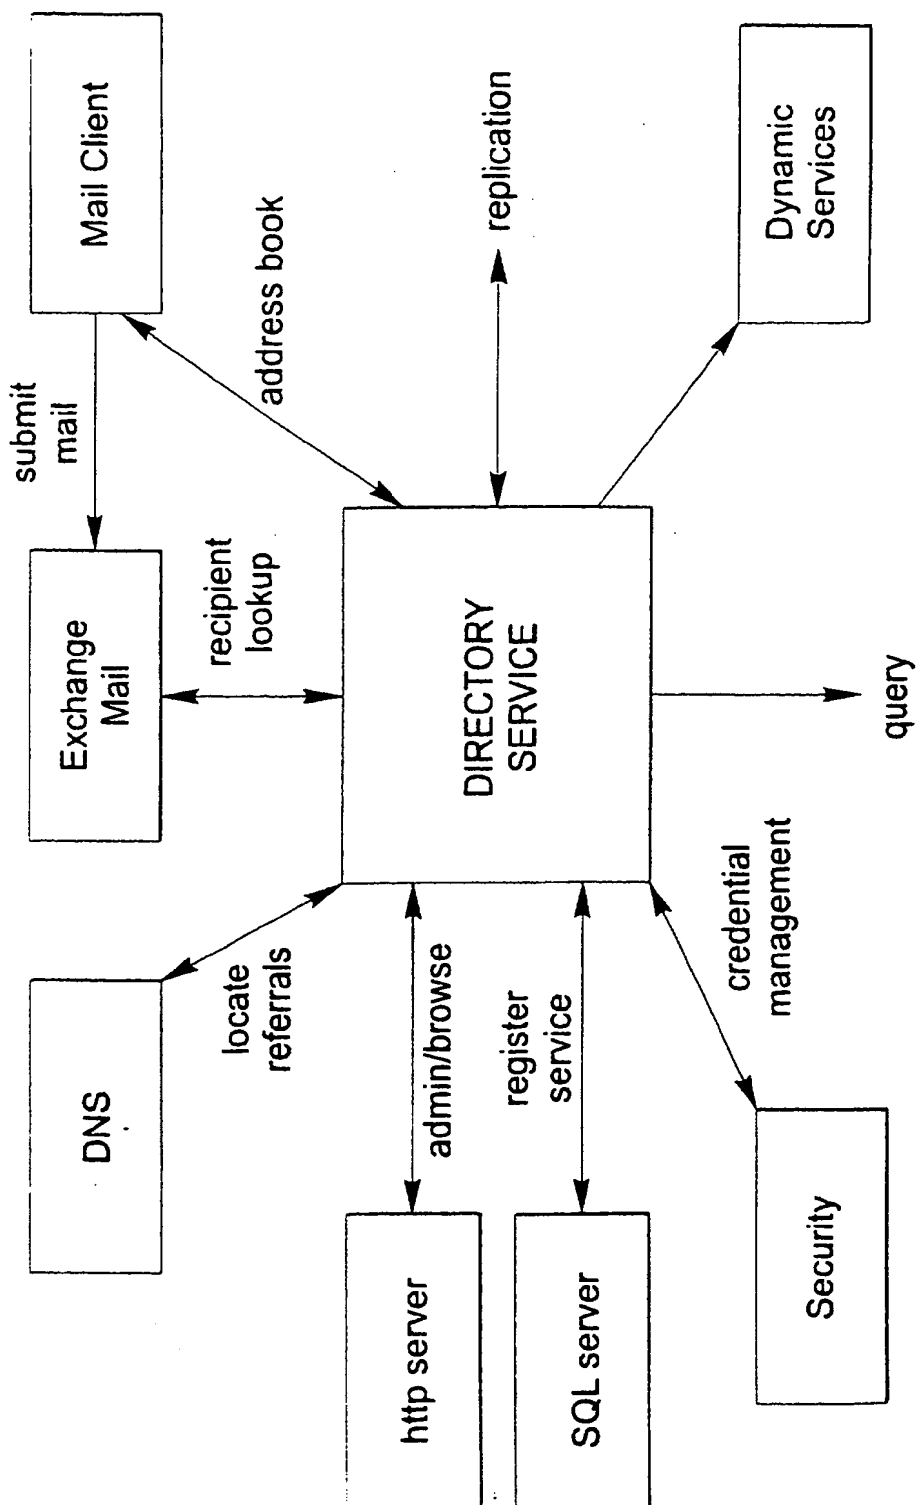 DNS
Exchange
Mail
Mail Client
submit
mail
locate
referrals
recipient
lookup
address book
http server
admin/browse
DIRECTORY
SERVICE
replication
SQL server
register
service
Security
credential
management
query
Dynamic
Services